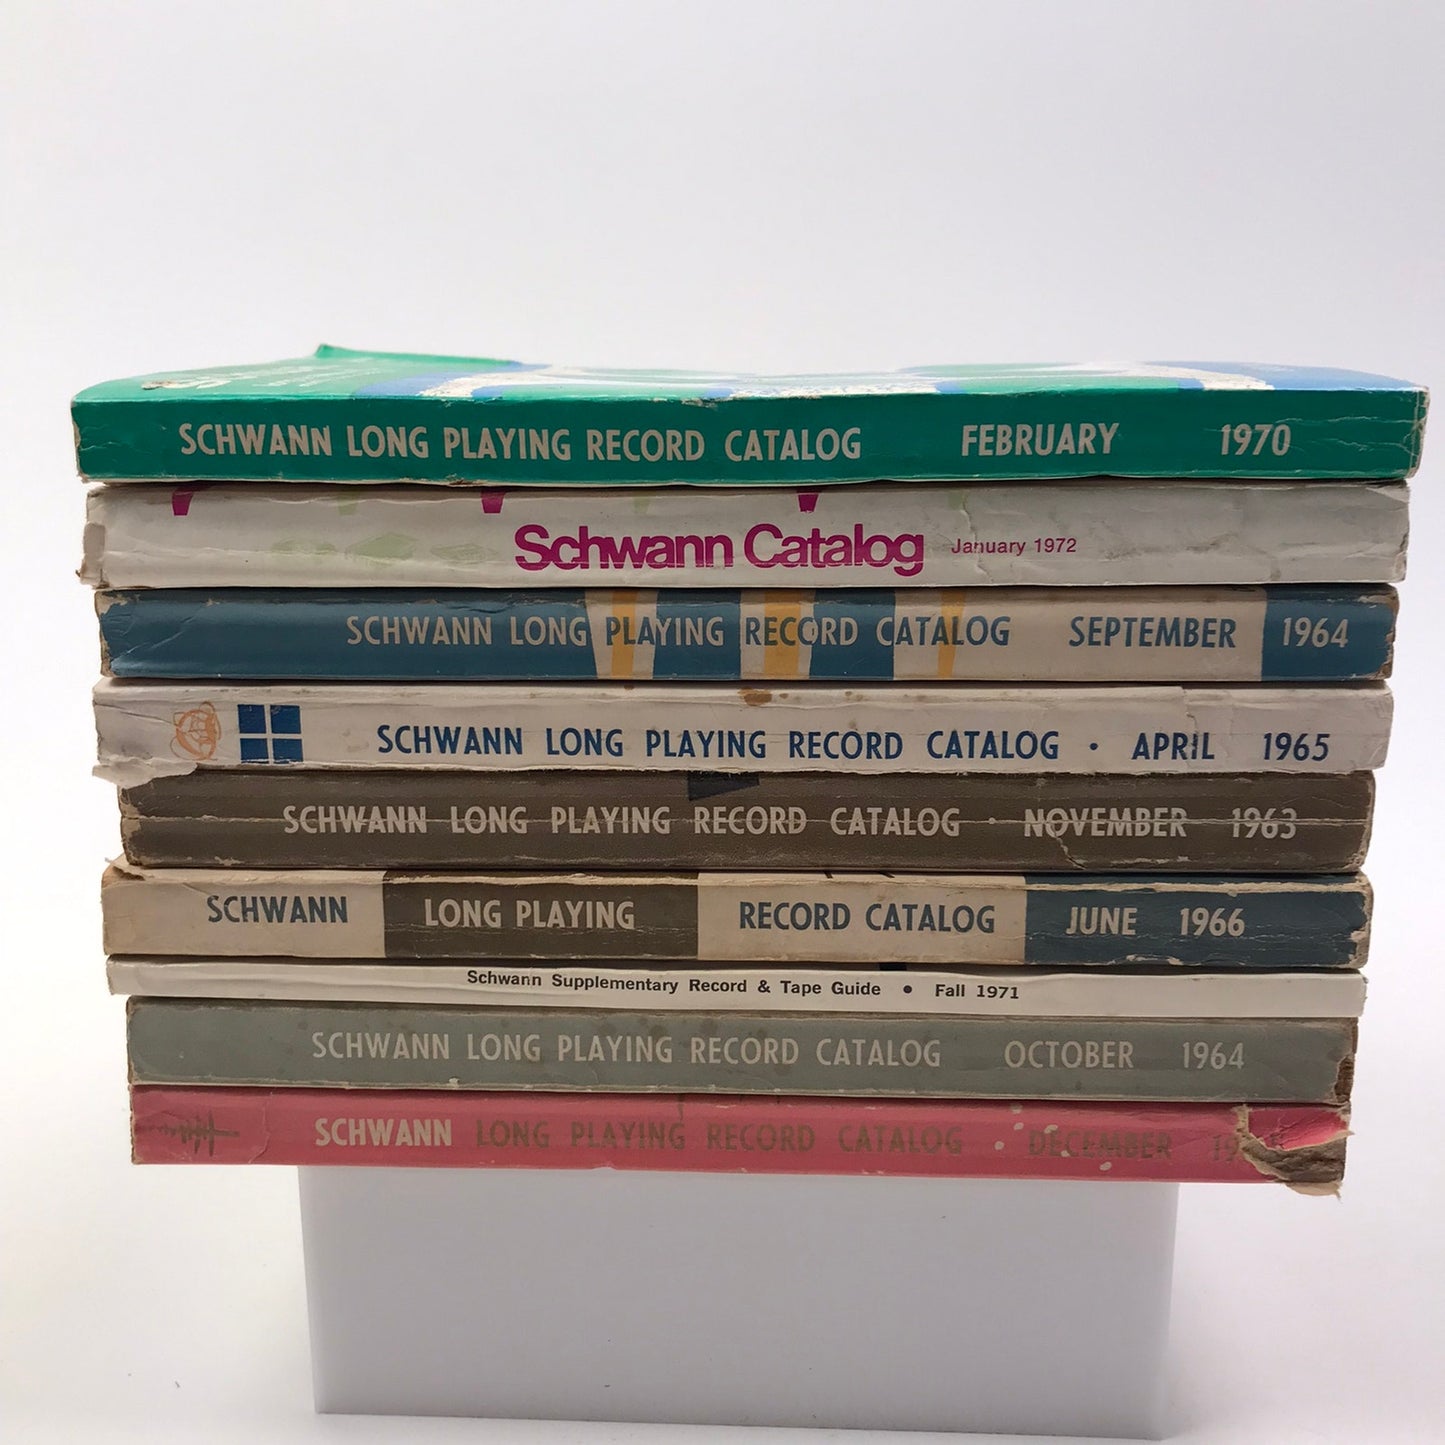 SCHWANN LONG PLAYING RECORD CATALOG FEBRUARY 1970
Schwann Catalog January 1972
SCHWANN LONG PLAYING RECORD CATALOG SEPTEMBER 1964
SCHWANN LONG PLAYING RECORD CATALOG · APRIL 1965
SCHWANN LONG PLAYING RECORD CATALOG · NOVEMBER 1963
SCHWANN LONG PLAYING RECORD CATALOG JUNE 1966
Schwann Supplementary Record & Tape Guide • Fall 1971
SCHWANN LONG PLAYING RECORD CATALOG OCTOBER 1964
SCHWANN LONG PLAYING RECORD CATALOG · DECEMBER